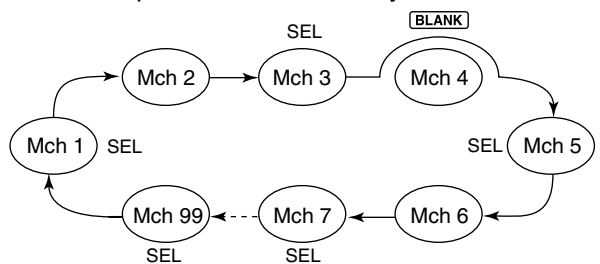 BLANK
SEL
Mch 2 Mch 3 Mch 4
Mch 1 SEL SEL Mch 5
Mch 99 Mch 7 Mch 6
SEL SEL